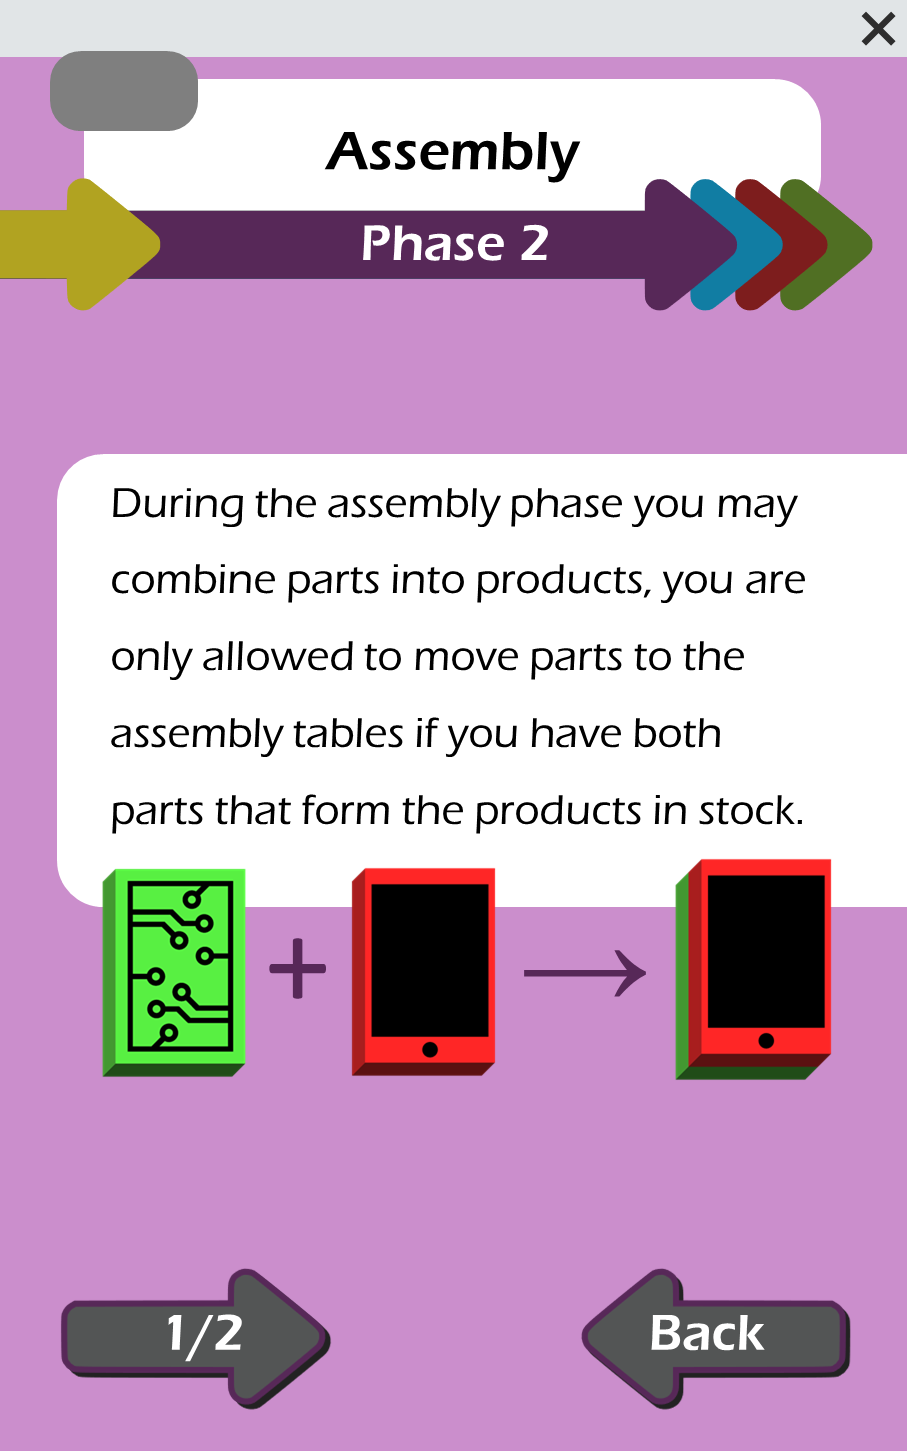 Assembly
Phase 2
During the assembly phase you may
combine parts into products, you are
only allowed to move parts to the
assembly tables if you have both
parts that form the products in stock.
+
1/2
Back